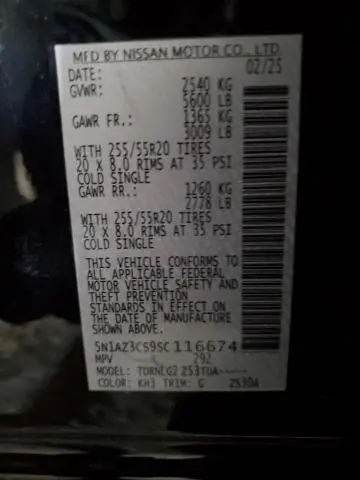 MFD BY NISSAN MOTOR CO., LTD.
DATE: 02/25
GVWR: 2540 KG
5600 LB
GAWR FR.: 1365 KG
3009 LB
WITH 255/55R20 TIRES
20 X 8.0 RIMS AT 35 PSI
COLD SINGLE
GAWR RR.: 1260 KG
2778 LB
WITH 255/55R20 TIRES
20 X 8.0 RIMS AT 35 PSI
COLD SINGLE
THIS VEHICLE CONFORMS TO
ALL APPLICABLE FEDERAL
MOTOR VEHICLE SAFETY AND
THEFT PREVENTION
STANDARDS IN EFFECT ON
THE DATE OF MANUFACTURE
5N1AZ3CS9SC116674
MPV 292
MODEL:
COLOR: KH3 TRIM: G